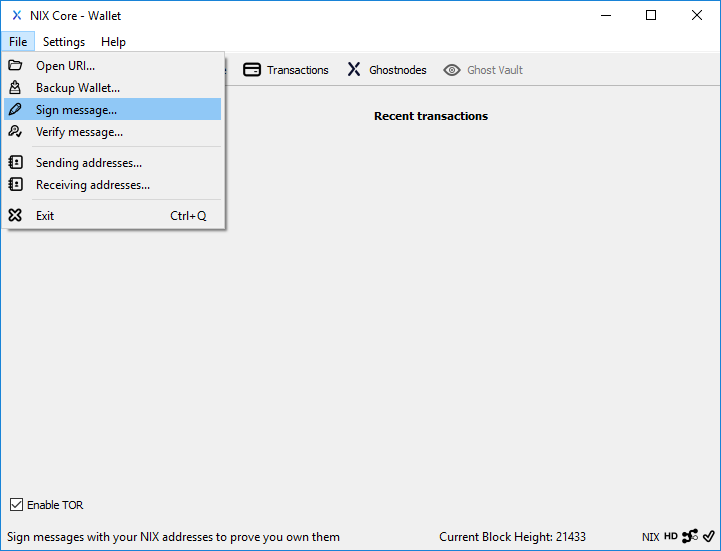 NIX Core - Wallet
File Settings Help
Open URI...
Backup Wallet...
Sign message...
Verify message...
Sending addresses...
Receiving addresses...
Exit Ctrl+Q
Transactions Ghostnodes Ghost Vault
Recent transactions
Enable TOR
Sign messages with your NIX addresses to prove you own them Current Block Height: 21433 NIX HD